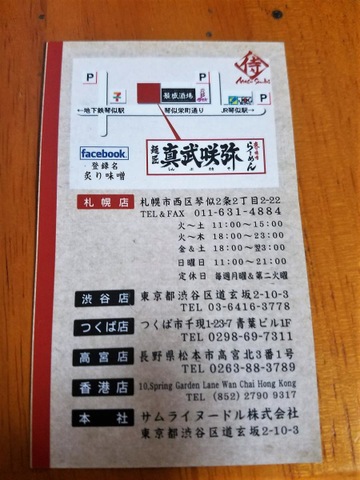 侍
P
P
P
←地下鉄琴似駅
琴似栄町通り
JR琴似駅→
facebook
登録名
炙り味噌
麺匠
真武咲弥
らーめん
札幌店
札幌市西区琴似2条2丁目2-22
TEL&FAX 011-631-4884
火～土 11:00～15:00
火～木 18:00～23:00
金&土 18:00～翌3:00
日曜日 11:00～21:00
定休日 毎週月曜&第二火曜
渋谷店
東京都渋谷区道玄坂2-10-3
TEL 03-6416-3778
つくば店
つくば市千現1-23-7 青葉ビル1F
TEL 0298-69-7311
高宮店
長野県松本市高宮北3番1号
TEL 0263-88-3789
香港店
10,Spring Garden Lane Wan Chai Hong Kong
TEL (852) 2790 9317
本社
サムライヌードル株式会社
東京都渋谷区道玄坂2-10-3